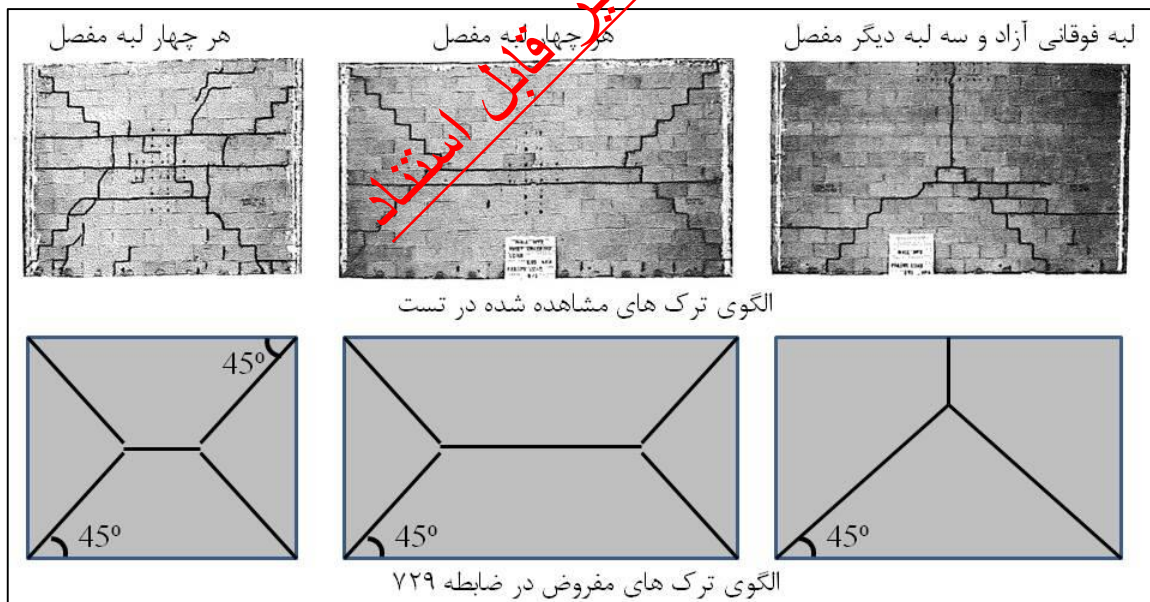 لبه فوقانی آزاد و سه لبه دیگر مفصل
هر چهار لبه مفصل
هر چهار لبه مفصل
قابل استناد
الگوی ترک های مشاهده شده در تست
45º
45º
45º
45º
الگوی ترک های مفروض در ضابطه ۷۲۹